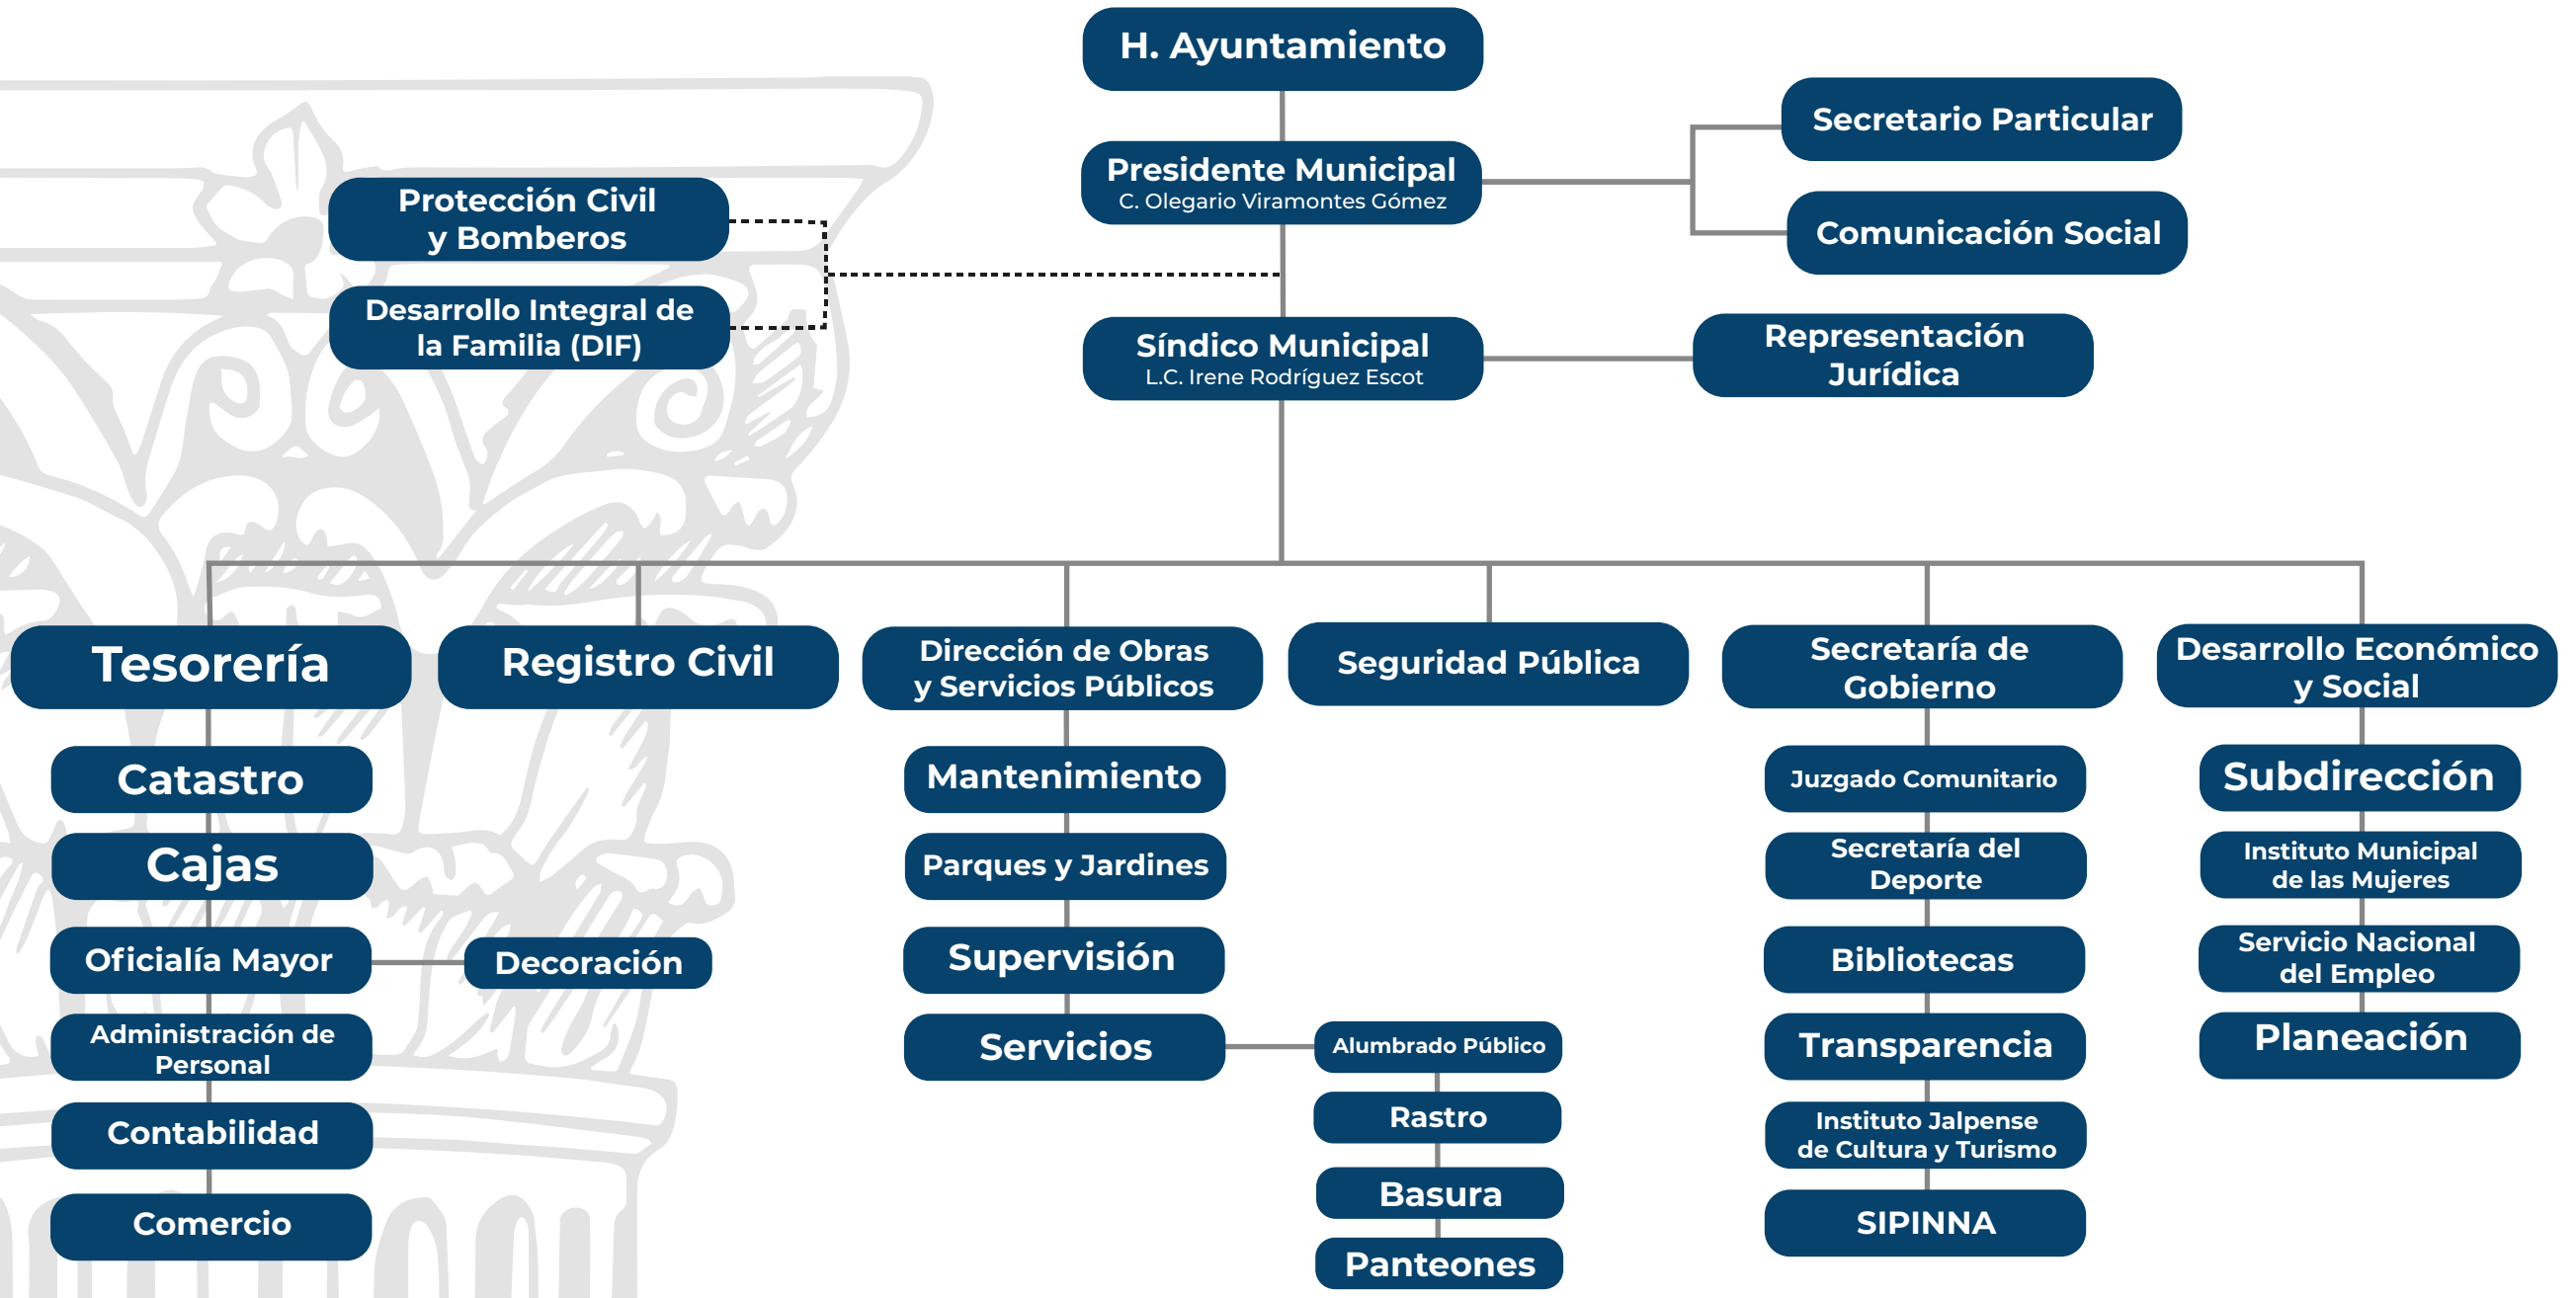 H. Ayuntamiento
Presidente Municipal
C. Olegario Viramontes Gómez
Secretario Particular
Comunicación Social
Protección Civil
y Bomberos
Desarrollo Integral de
la Familia (DIF)
Síndico Municipal
L.C. Irene Rodríguez Escot
Representación
Jurídica
Tesorería
Catastro
Cajas
Oficialía Mayor
Decoración
Administración de
Personal
Contabilidad
Comercio
Registro Civil
Dirección de Obras
y Servicios Públicos
Mantenimiento
Parques y Jardines
Supervisión
Servicios
Alumbrado Público
Rastro
Basura
Panteones
Seguridad Pública
Secretaría de
Gobierno
Juzgado Comunitario
Secretaría del
Deporte
Bibliotecas
Transparencia
Instituto Jalpense
de Cultura y Turismo
SIPINNA
Desarrollo Económico
y Social
Subdirección
Instituto Municipal
de las Mujeres
Servicio Nacional
del Empleo
Planeación